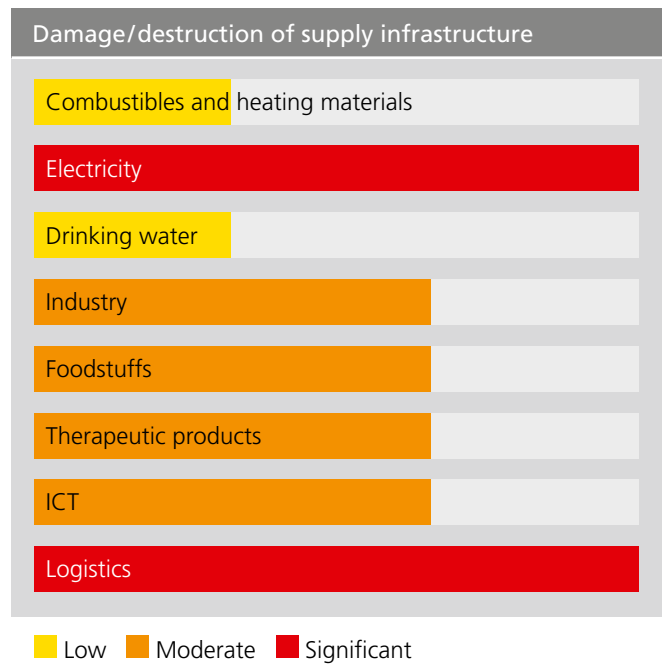 Damage/destruction of supply infrastructure
Combustibles and heating materials
Electricity
Drinking water
Industry
Foodstuffs
Therapeutic products
ICT
Logistics
Low Moderate Significant